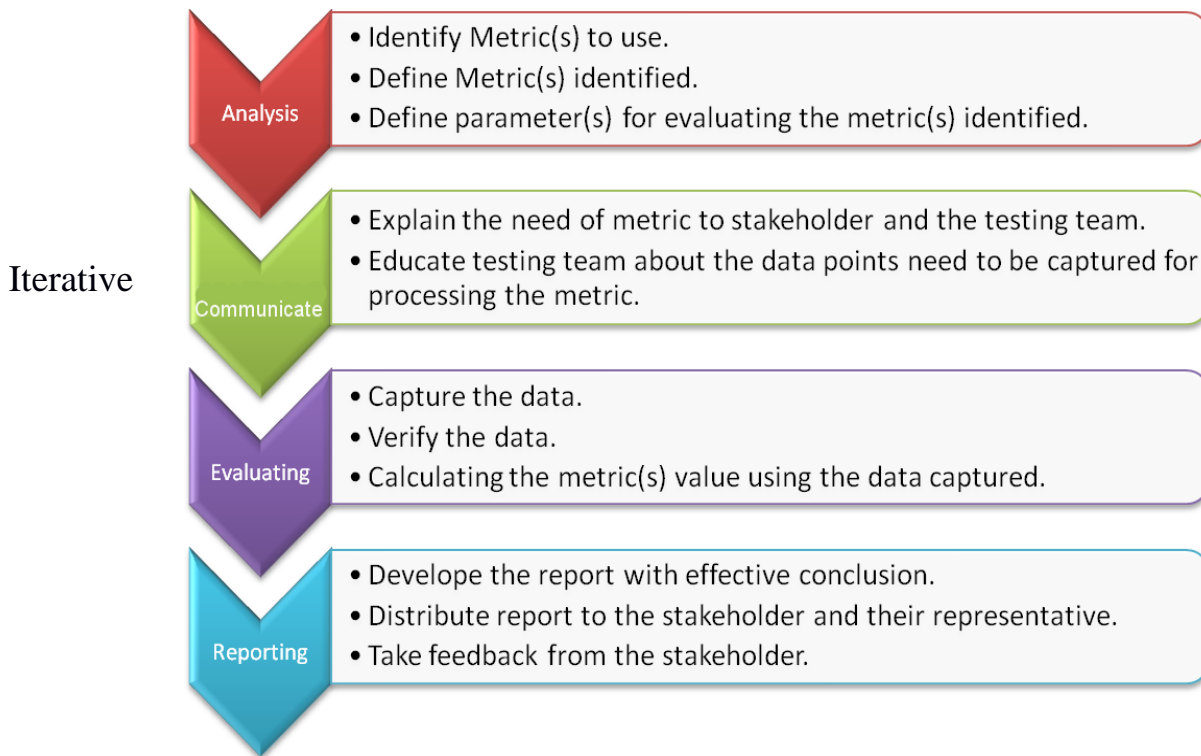 Analysis
• Identify Metric(s) to use.
• Define Metric(s) identified.
• Define parameter(s) for evaluating the metric(s) identified.
Iterative
Communicate
• Explain the need of metric to stakeholder and the testing team.
• Educate testing team about the data points need to be captured for
processing the metric.
Evaluating
• Capture the data.
• Verify the data.
• Calculating the metric(s) value using the data captured.
Reporting
• Develope the report with effective conclusion.
• Distribute report to the stakeholder and their representative.
• Take feedback from the stakeholder.